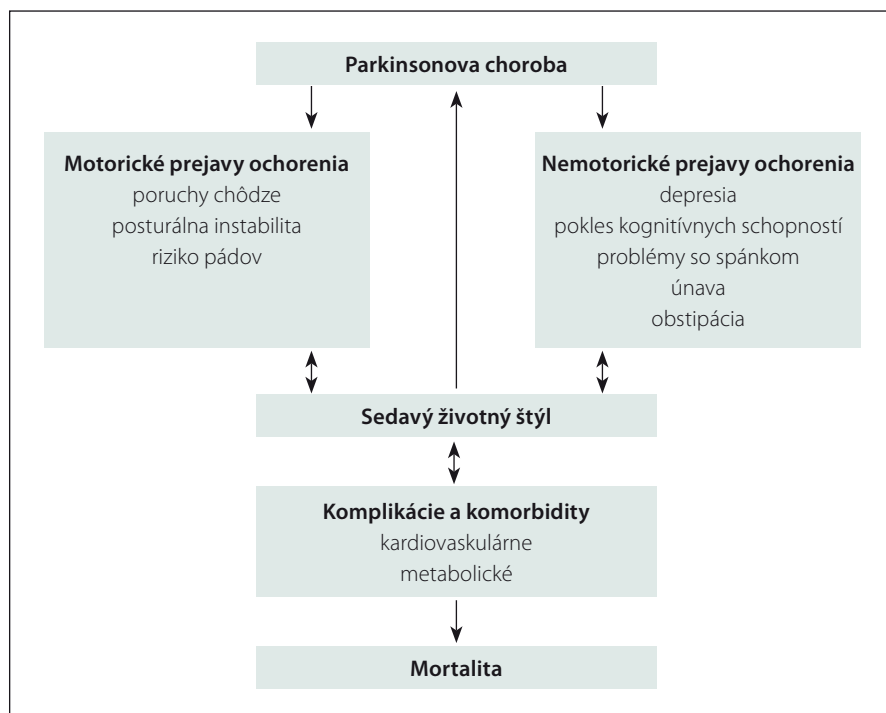 Parkinsonova choroba
Motorické prejavy ochorenia
poruchy chôdze
posturálna instabilita
riziko pádov
Nemotorické prejavy ochorenia
depresia
pokles kognitívnych schopností
problémy so spánkom
únava
obstipácia
Sedavý životný štýl
Komplikácie a komorbidity
kardiovaskulárne
metabolické
Mortalita